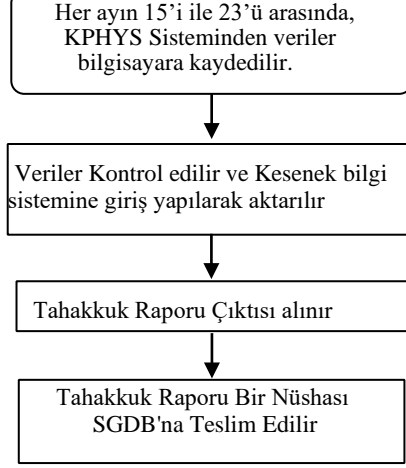 Her ayın 15’i ile 23’ü arasında,
KPHYS Sisteminden veriler
bilgisayara kaydedilir.
Veriler Kontrol edilir ve Kesenek bilgi
sistemine giriş yapılarak aktarılır
Tahakkuk Raporu Çıktısı alınır
Tahakkuk Raporu Bir Nüshası
SGDB'na Teslim Edilir